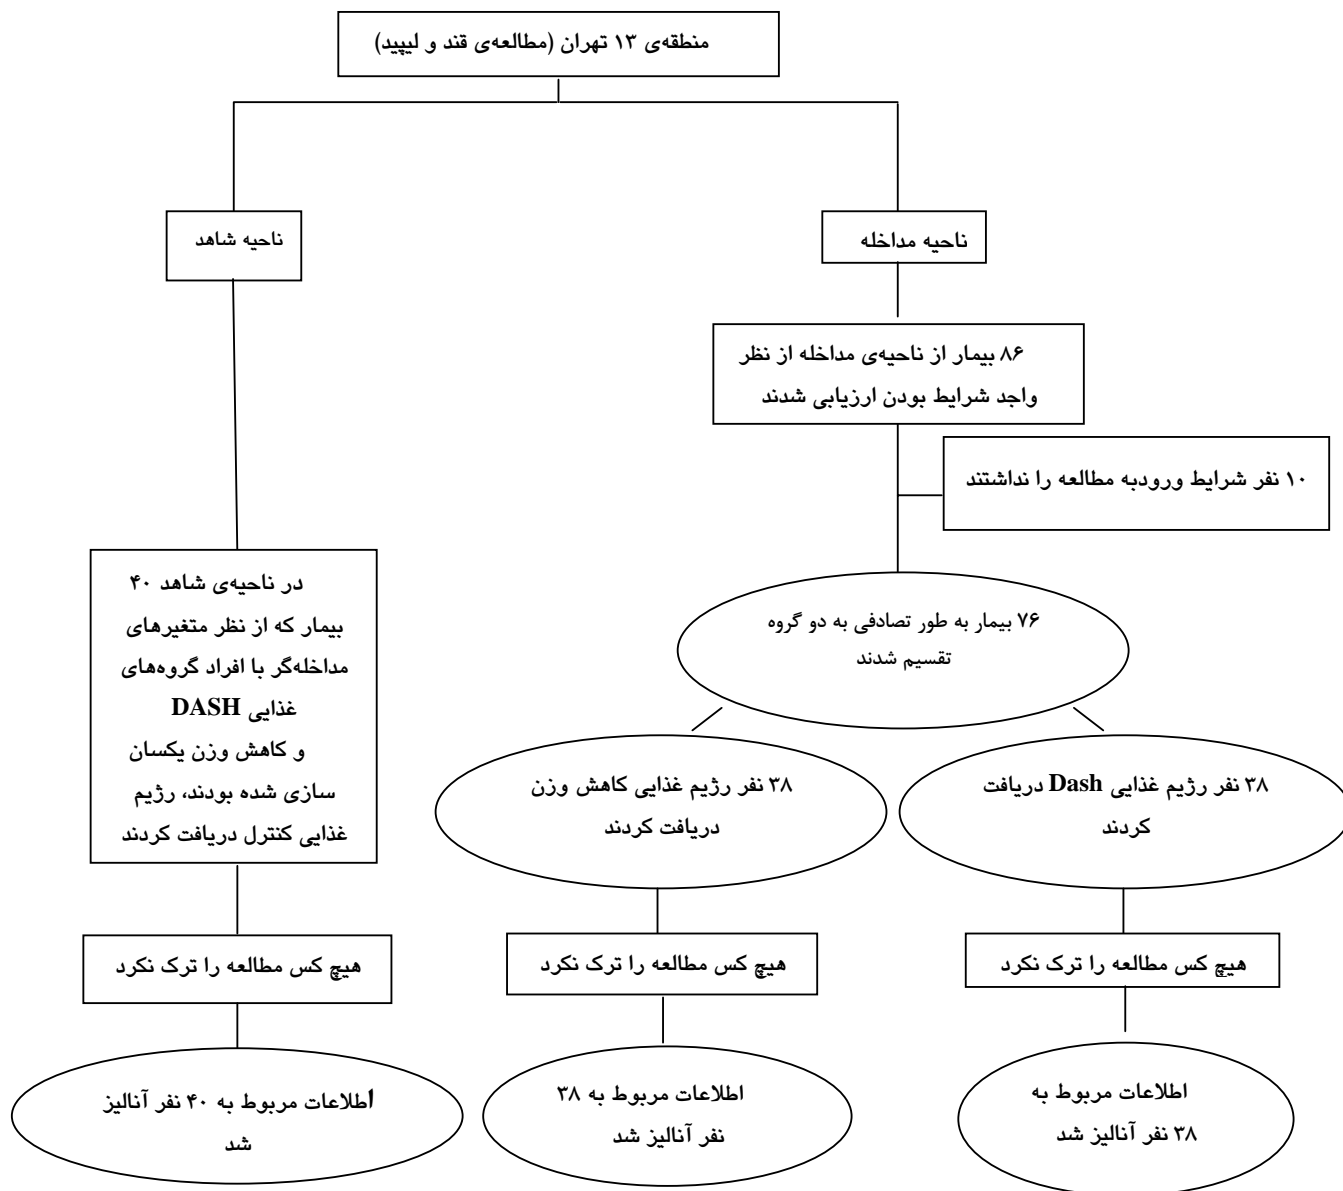 منطقه‌ی ۱۳ تهران (مطالعه‌ی قند و لیپید)
ناحیه مداخله
ناحیه شاهد
۸۶ بیمار از ناحیه‌ی مداخله از نظر
واجد شرایط بودن ارزیابی شدند
۱۰ نفر شرایط ورودبه مطالعه را نداشتند
۷۶ بیمار به طور تصادفی به دو گروه
تقسیم شدند
در ناحیه‌ی شاهد ۴۰
بیمار که از نظر متغیرهای
مداخله‌گر با افراد گروه‌های
غذایی DASH
و کاهش وزن یکسان
سازی شده بودند، رژیم
غذایی کنترل دریافت کردند
۳۸ نفر رژیم غذایی Dash دریافت
کردند
۳۸ نفر رژیم غذایی کاهش وزن
دریافت کردند
هیچ کس مطالعه را ترک نکرد
هیچ کس مطالعه را ترک نکرد
هیچ کس مطالعه را ترک نکرد
اطلاعات مربوط به
۳۸ نفر آنالیز شد
اطلاعات مربوط به ۳۸
نفر آنالیز شد
أطلاعات مربوط به ۴۰ نفر آنالیز
شد